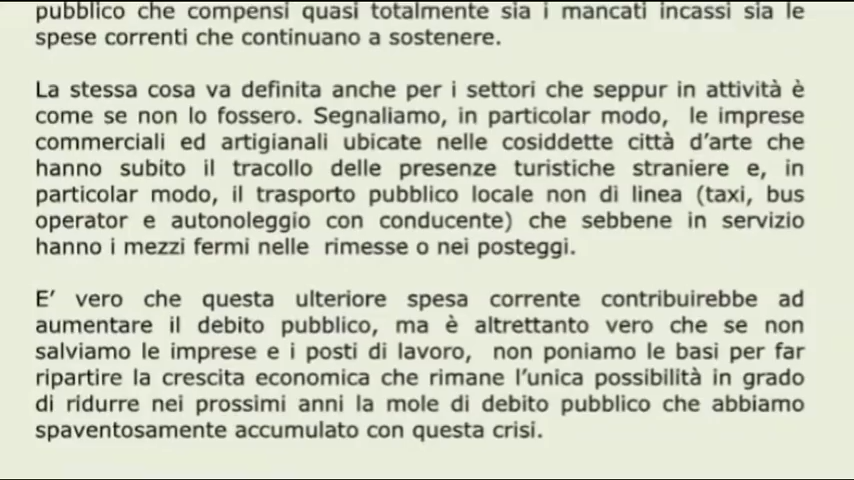 pubblico che compensi quasi totalmente sia i mancati incassi sia le
spese correnti che continuano a sostenere.
La stessa cosa va definita anche per i settori che seppur in attività è
come se non lo fossero. Segnaliamo, in particolar modo, le imprese
commerciali ed artigianali ubicate nelle cosiddette città d'arte che
hanno subito il tracollo delle presenze turistiche straniere e, in
particolar modo, il trasporto pubblico locale non di linea (taxi, bus
operator e autonoleggio con conducente) che sebbene in servizio
hanno i mezzi fermi nelle rimesse o nei posteggi.
E' vero che questa ulteriore spesa corrente contribuirebbe ad
aumentare il debito pubblico, ma è altrettanto vero che se non
salviamo le imprese e i posti di lavoro, non poniamo le basi per far
ripartire la crescita economica che rimane l'unica possibilità in grado
di ridurre nei prossimi anni la mole di debito pubblico che abbiamo
spaventosamente accumulato con questa crisi.